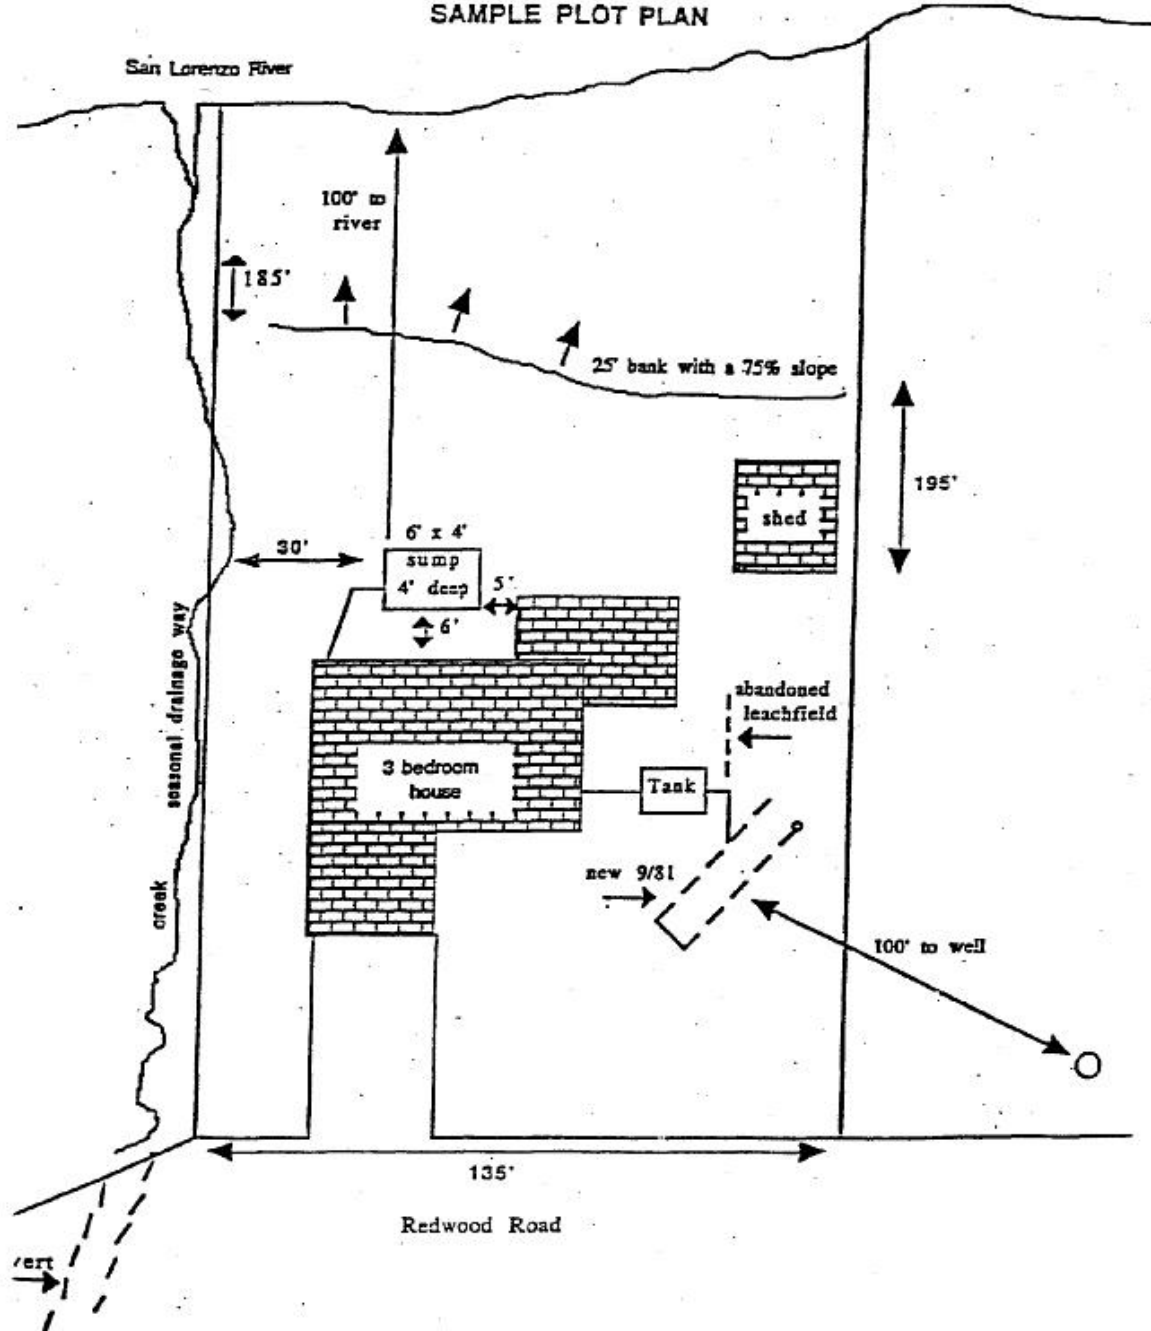 SAMPLE PLOT PLAN
San Lorenzo River
100' to
river
185'
25' bank with a 75% slope
195'
shed
30'
6' x 4'
sump
4' deep
5'
6'
seasonal drainage way
abandoned
leachfield
3 bedroom
house
Tank
new 9/81
creek
100' to well
135'
Redwood Road
vert